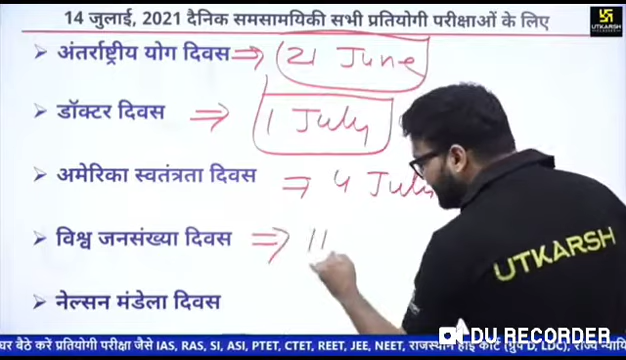 14 जुलाई, 2021 दैनिक समसामयिकी सभी प्रतियोगी परीक्षाओं के लिए
UTKARSH
➢ अंतर्राष्ट्रीय योग दिवस ⇒ 21 June
➢ डॉक्टर दिवस ⇒ 1 July
➢ अमेरिका स्वतंत्रता दिवस ⇒ 4 July
➢ विश्व जनसंख्या दिवस ⇒ 11
UTKARSH
➢ नेल्सन मंडेला दिवस
DU RECORDER
घर बैठे करें प्रतियोगी परीक्षा जैसे IAS, RAS, SI, ASI, PTET, CTET, REET, JEE, NEET, राजस्थान हाई कोर्ट (ग्रुप D, LDC), राज्य